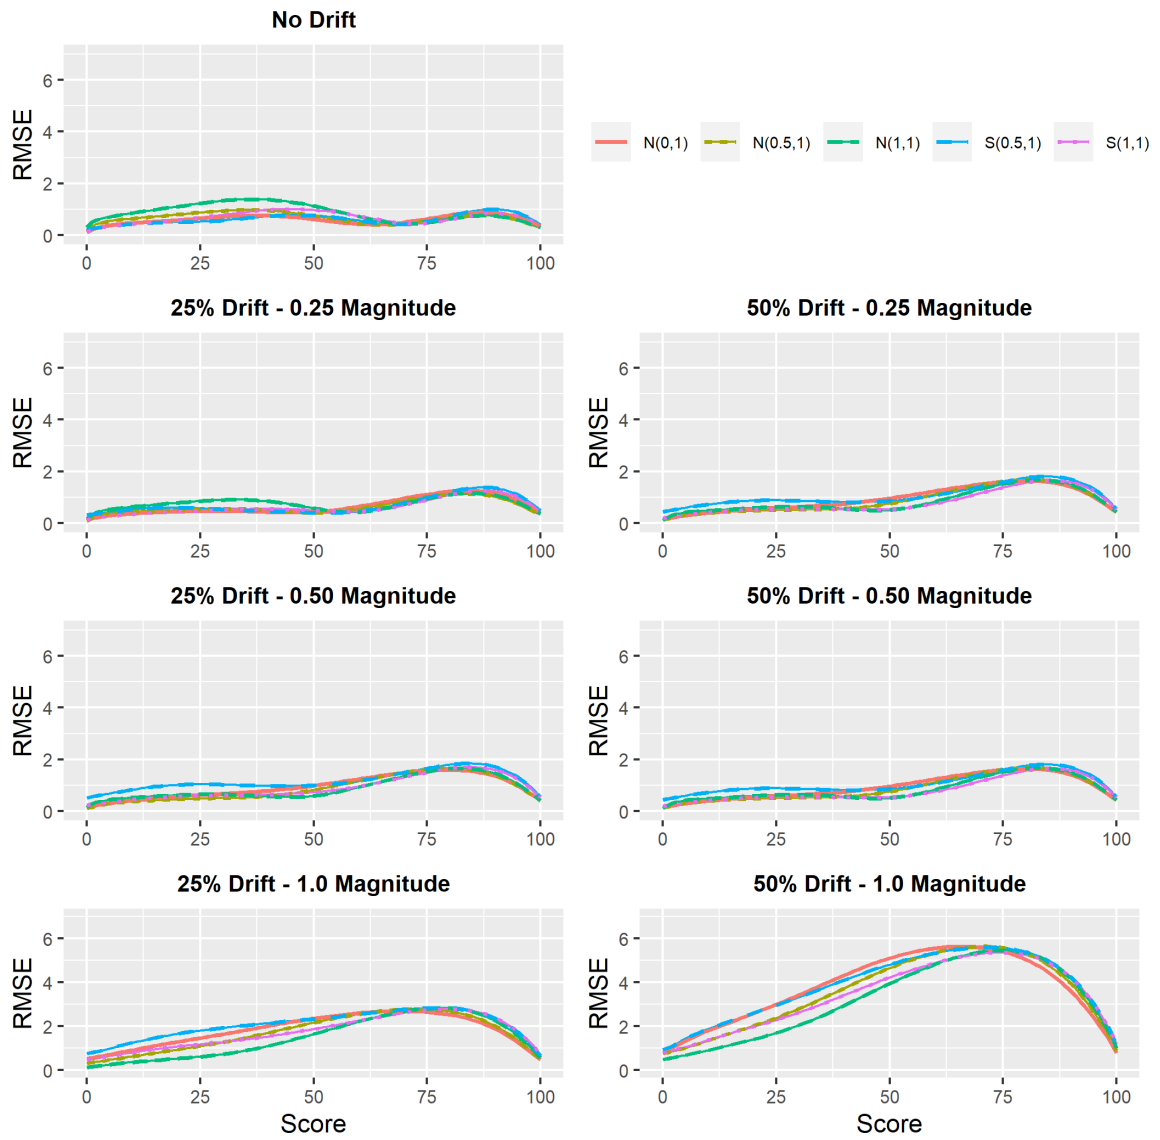 No Drift
RMSE
6
4
2
0
0 25 50 75 100
N(0,1) N(0.5,1) N(1,1) S(0.5,1) S(1,1)
25% Drift - 0.25 Magnitude
RMSE
6
4
2
0
0 25 50 75 100
50% Drift - 0.25 Magnitude
RMSE
6
4
2
0
0 25 50 75 100
25% Drift - 0.50 Magnitude
RMSE
6
4
2
0
0 25 50 75 100
50% Drift - 0.50 Magnitude
RMSE
6
4
2
0
0 25 50 75 100
25% Drift - 1.0 Magnitude
RMSE
6
4
2
0
0 25 50 75 100
Score
50% Drift - 1.0 Magnitude
RMSE
6
4
2
0
0 25 50 75 100
Score